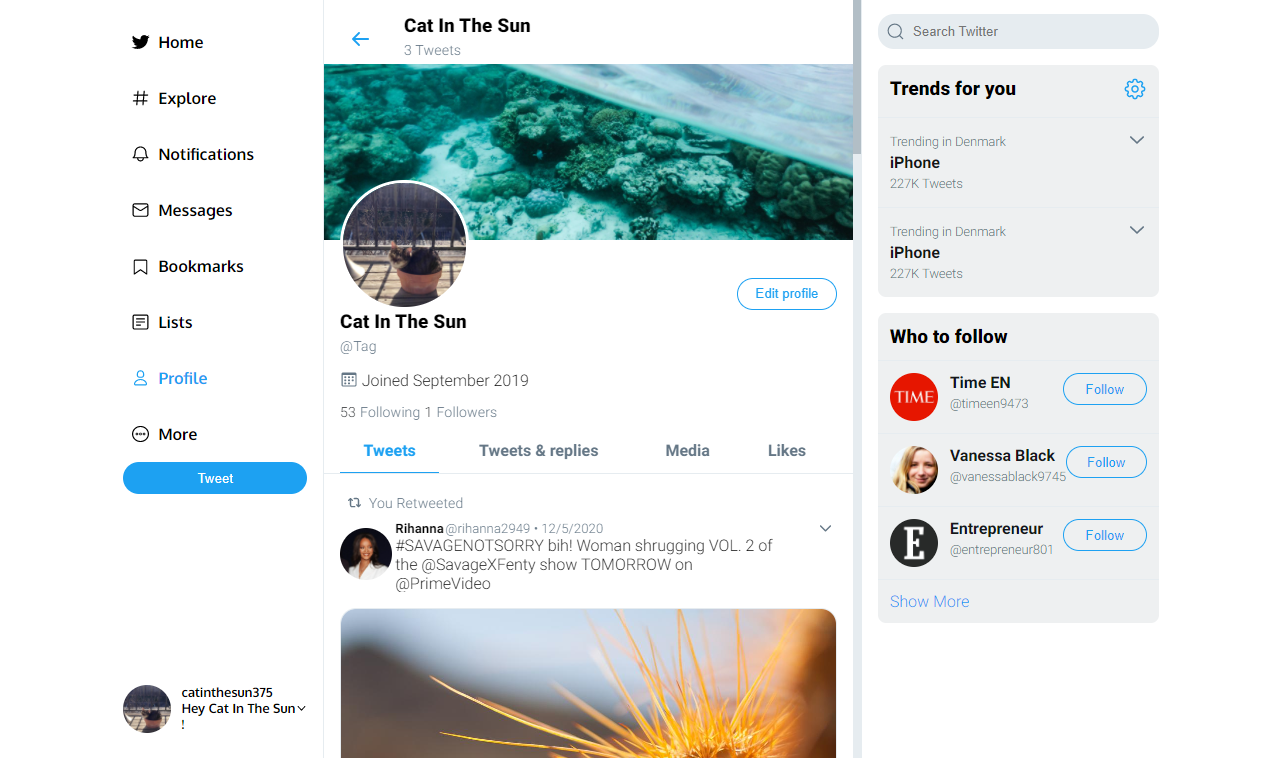 Home
Explore
Notifications
Messages
Bookmarks
Lists
Profile
More
Tweet
catinthesun375
Hey Cat In The Sun
!
Cat In The Sun
3 Tweets
Edit profile
Cat In The Sun
@Tag
Joined September 2019
53 Following 1 Followers
Tweets
Tweets & replies
Media
Likes
You Retweeted
Rihanna @rihanna2949 • 12/5/2020
#SAVAGENOTSORRY bih! Woman shrugging VOL. 2 of
the @SavageXFenty show TOMORROW on
@PrimeVideo
Search Twitter
Trends for you
Trending in Denmark
iPhone
227K Tweets
Trending in Denmark
iPhone
227K Tweets
Who to follow
TIME
Time EN
@timeen9473
Follow
Vanessa Black
@vanessablack9745
Follow
E
Entrepreneur
@entrepreneur801
Follow
Show More